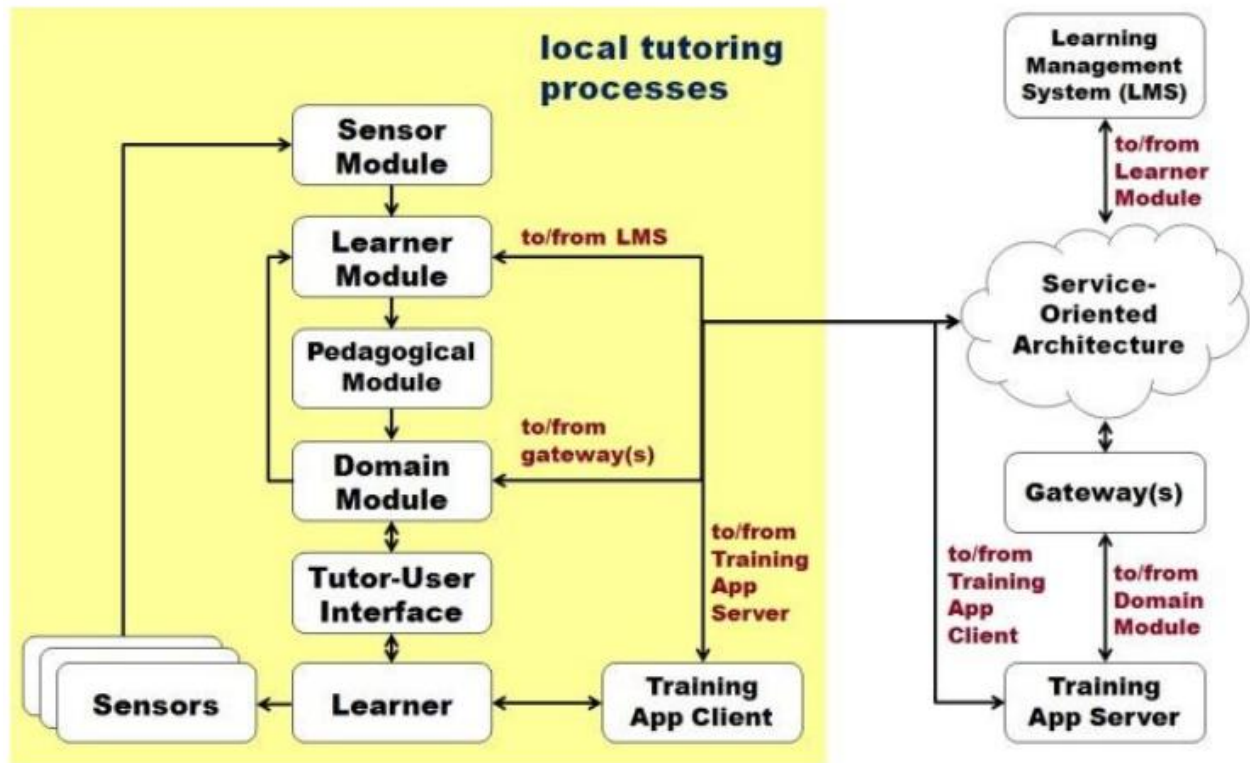 local tutoring
processes
Sensor
Module
Learner
Module
to/from LMS
Pedagogical
Module
to/from
gateway(s)
Domain
Module
to/from
Training
App
Server
Tutor-User
Interface
Sensors
Learner
Training
App Client
Learning
Management
System (LMS)
to/from
Learner
Module
Service-
Oriented
Architecture
Gateway(s)
to/from
Training
App
Client
to/from
Domain
Module
Training
App Server